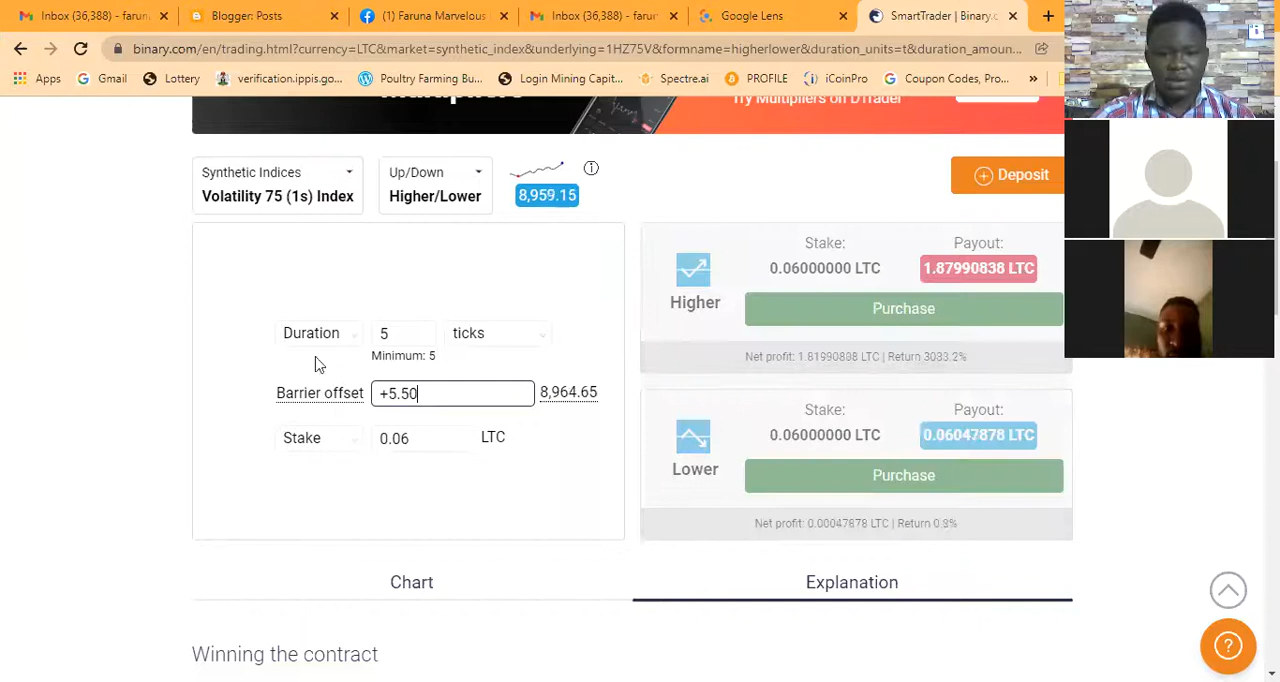 Inbox (36,388) - farun
Blogger: Posts
(1) Faruna Marvelous
Inbox (36,388) - farun
Google Lens
SmartTrader | Binary.c
binary.com/en/trading.html?currency=LTC&market=synthetic_index&underlying=1HZ75V&formname=higherlower&duration_units=t&duration_amoun...
Apps
Gmail
Lottery
verification.ippis.go...
Poultry Farming Bu...
Login Mining Capit...
Spectre.ai
PROFILE
iCoinPro
Coupon Codes, Pro...
»
Try Multipliers on DTrader
Synthetic Indices
Volatility 75 (1s) Index
Up/Down
Higher/Lower
8,959.15
Deposit
Duration 5 ticks
Minimum: 5
Barrier offset +5.50 8,964.65
Stake 0.06 LTC
Higher
Stake:
0.06000000 LTC
Payout:
1.87990838 LTC
Purchase
Net profit: 1.81990838 LTC | Return 3033.2%
Lower
Stake:
0.06000000 LTC
Payout:
0.06047878 LTC
Purchase
Net profit: 0.00047878 LTC | Return 0.8%
Chart
Explanation
Winning the contract